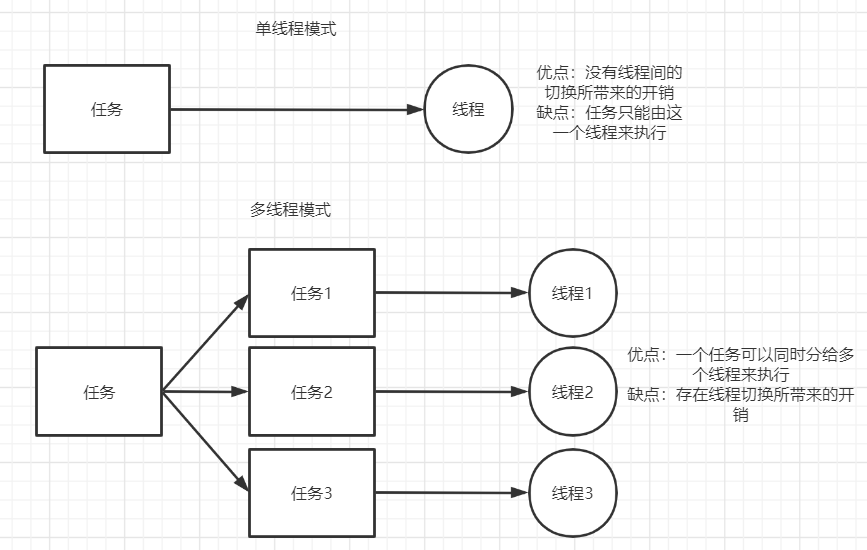 单线程模式
任务
线程
优点：没有线程间的
切换所带来的开销
缺点：任务只能由这
一个线程来执行
多线程模式
任务1
线程1
任务
任务2
线程2
优点：一个任务可以同时分给多
个线程来执行
缺点：存在线程切换所带来的开
销
任务3
线程3